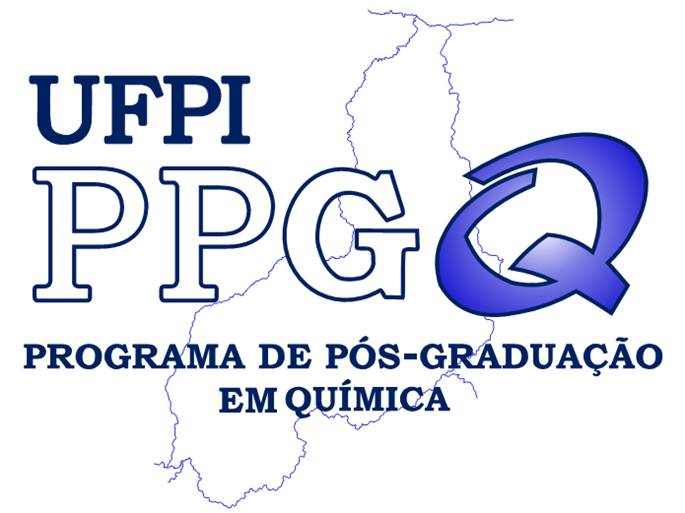 UFPI
PPGQ
PROGRAMA DE PÓS-GRADUAÇÃO
EM QUÍMICA